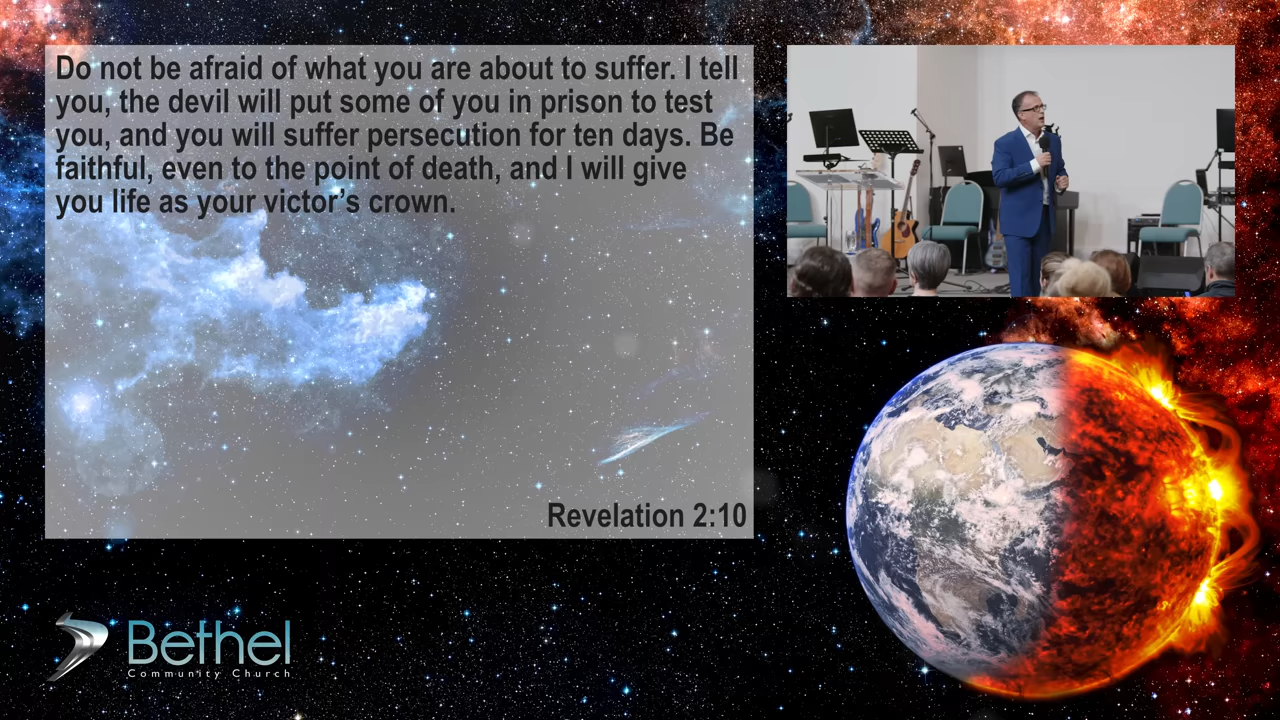 Do not be afraid of what you are about to suffer. I tell
you, the devil will put some of you in prison to test
you, and you will suffer persecution for ten days. Be
faithful, even to the point of death, and I will give
you life as your victor’s crown.
Revelation 2:10
Bethel
Community Church